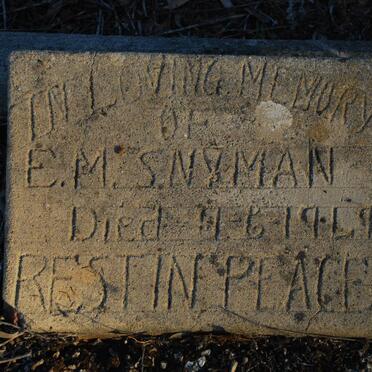 IN LOVING MEMORY
OF
E.M. SNYMAN
Died
REST IN PEACE